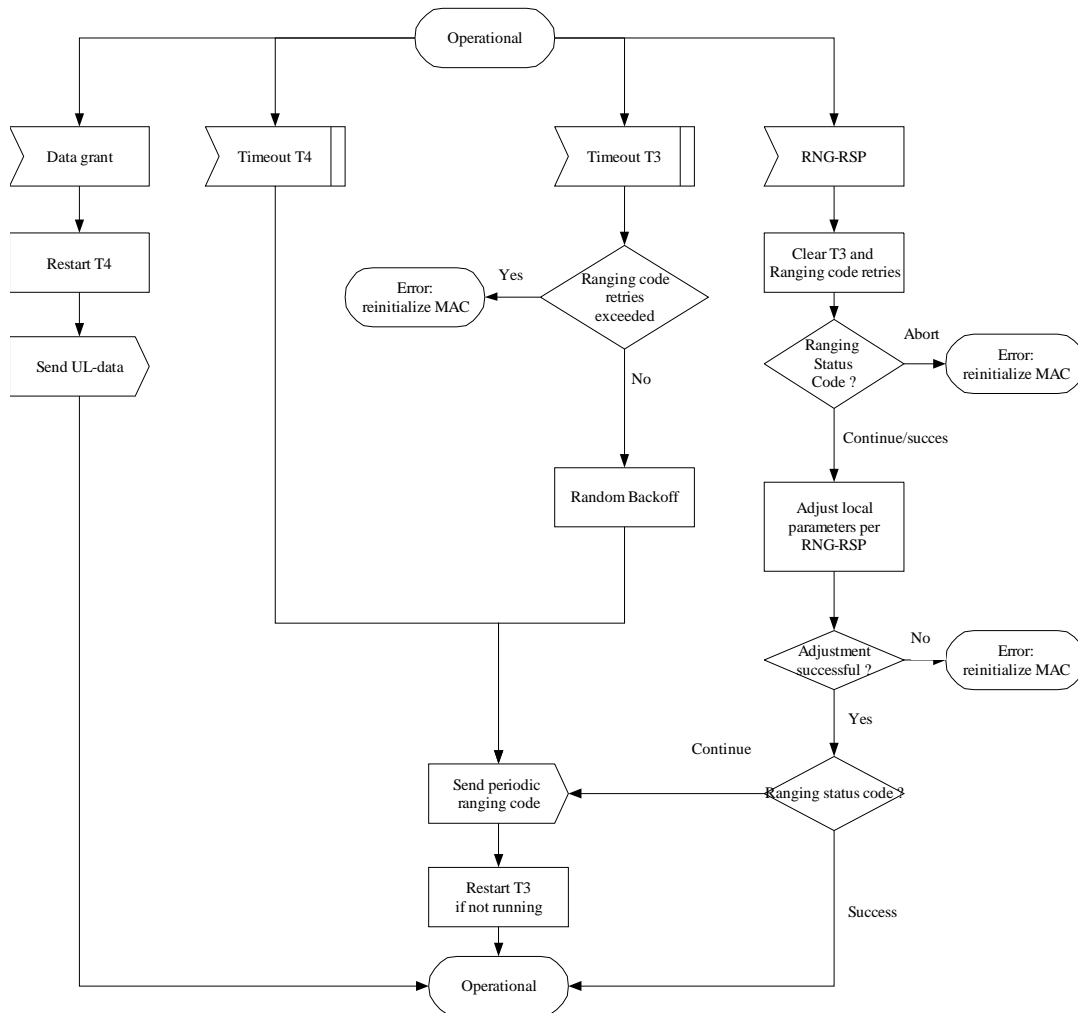 Operational
Data grant
Timeout T4
Timeout T3
RNG-RSP
Restart T4
Clear T3 and
Ranging code retries
Yes
Error:
reinitialize MAC
Ranging code
retries
exceeded
Send UL-data
Ranging
Status
Code ?
Abort
Error:
reinitialize MAC
No
Continue/succes
Random Backoff
Adjust local
parameters per
RNG-RSP
Adjustment
successful ?
No
Error:
reinitialize MAC
Yes
Continue
Send periodic
ranging code
Ranging status code ?
Restart T3
if not running
Success
Operational